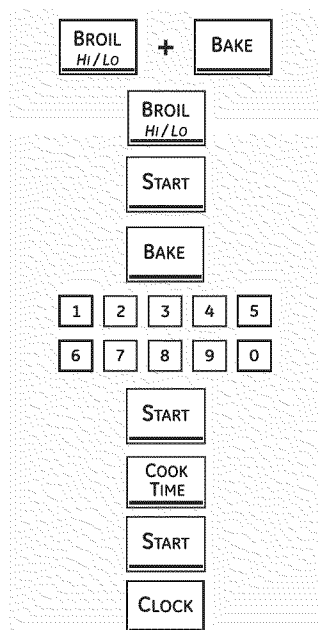 BROIL + BAKE
HI/LO
BROIL
HI/LO
START
BAKE
1 2 3 4 5
6 7 8 9 0
START
COOK
TIME
START
CLOCK